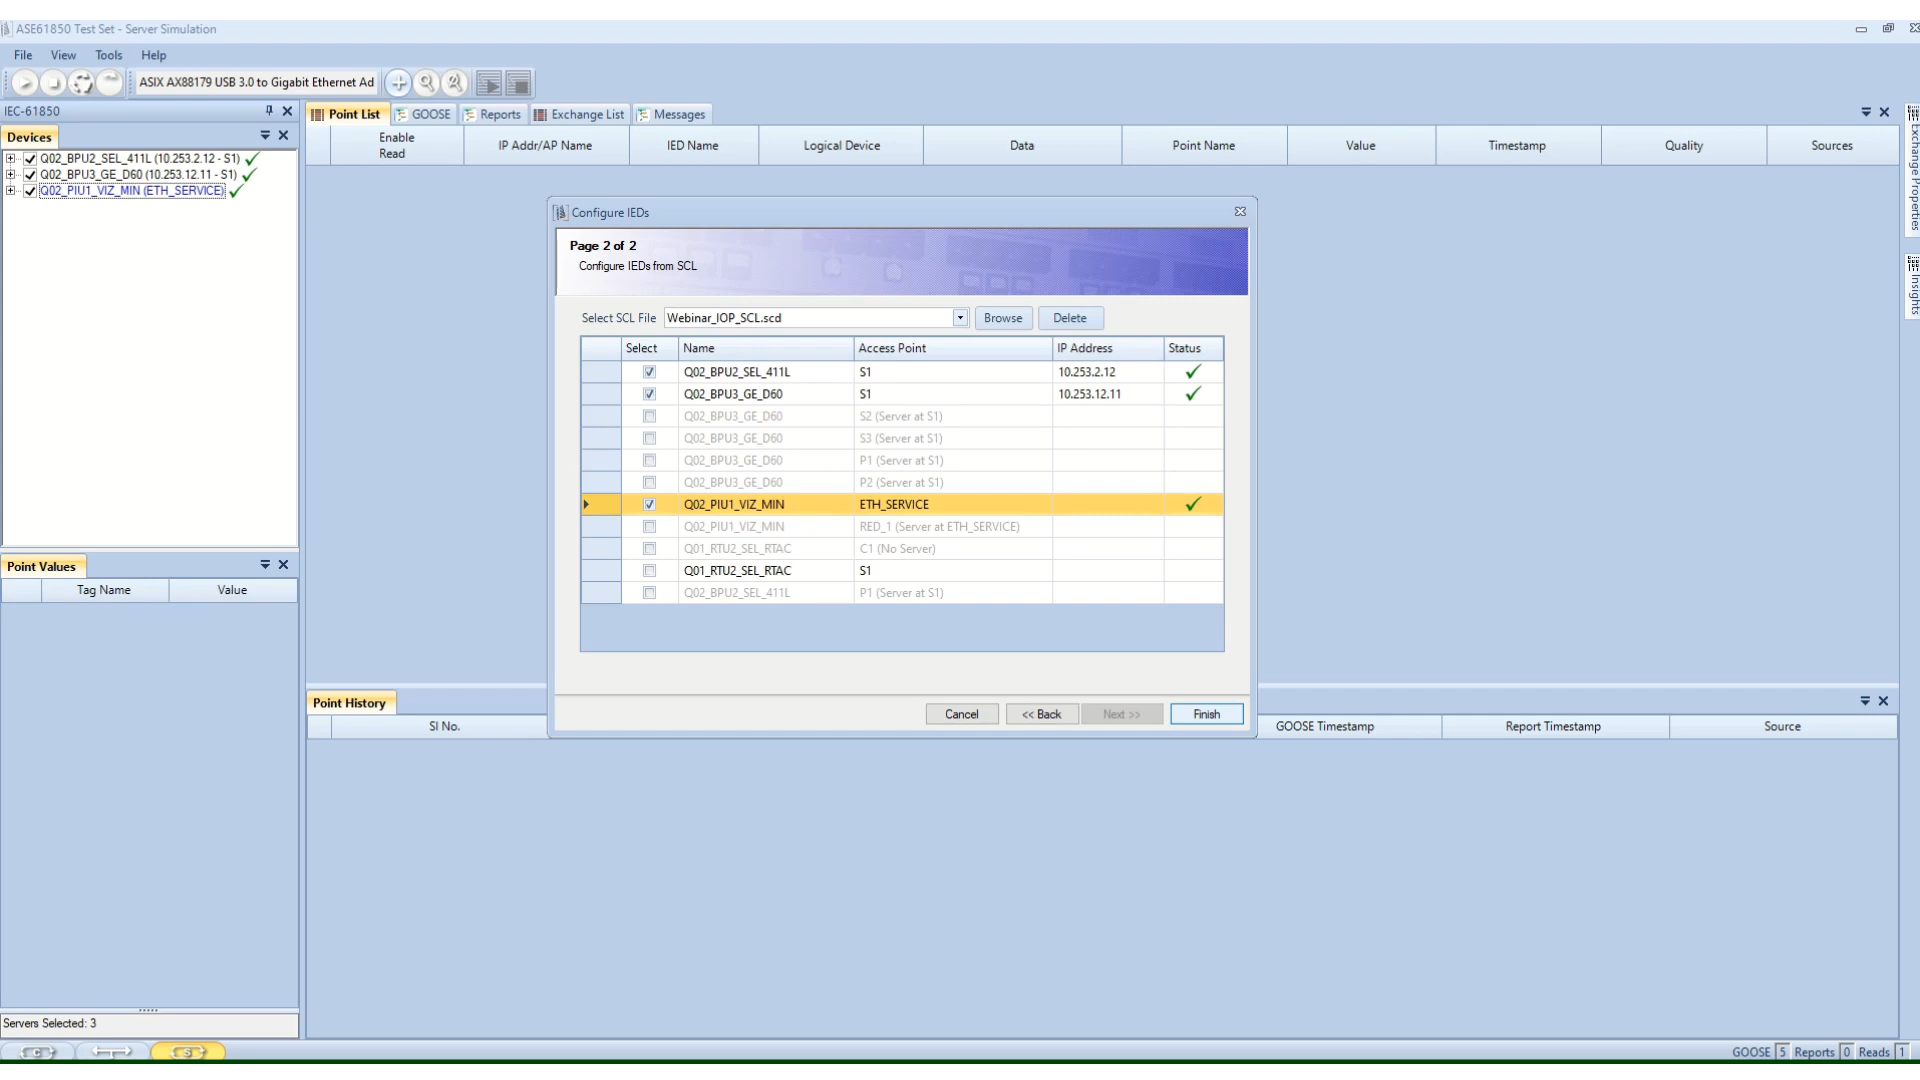 ASE61850 Test Set - Server Simulation
File View Tools Help
ASIX AX88179 USB 3.0 to Gigabit Ethernet Ad
IEC-61850
Devices
Q02_BPU2_SEL_411L (10.253.2.12 - S1)
Q02_BPU3_GE_D60 (10.253.12.11 - S1)
Q02_PIU1_VIZ_MIN (ETH_SERVICE)
Point Values
Tag Name Value
Servers Selected: 3
C T S
Point List GOOSE Reports Exchange List Messages
Enable Read IP Addr/AP Name IED Name Logical Device Data Point Name Value Timestamp Quality Sources
Configure IEDs
Page 2 of 2
Configure IEDs from SCL
Select SCL File Webinar_IOP_SCL.scd Browse Delete
Select Name Access Point IP Address Status
Q02_BPU2_SEL_411L S1 10.253.2.12
Q02_BPU3_GE_D60 S1 10.253.12.11
Q02_BPU3_GE_D60 S2 (Server at S1)
Q02_BPU3_GE_D60 S3 (Server at S1)
Q02_BPU3_GE_D60 P1 (Server at S1)
Q02_BPU3_GE_D60 P2 (Server at S1)
Q02_PIU1_VIZ_MIN ETH_SERVICE
Q02_PIU1_VIZ_MIN RED_1 (Server at ETH_SERVICE)
Q01_RTU2_SEL_RTAC C1 (No Server)
Q01_RTU2_SEL_RTAC S1
Q02_BPU2_SEL_411L P1 (Server at S1)
Cancel << Back Next >> Finish
Point History
SI No. GOOSE Timestamp Report Timestamp Source
Exchange Properties
Insights
GOOSE 5 Reports 0 Reads 1